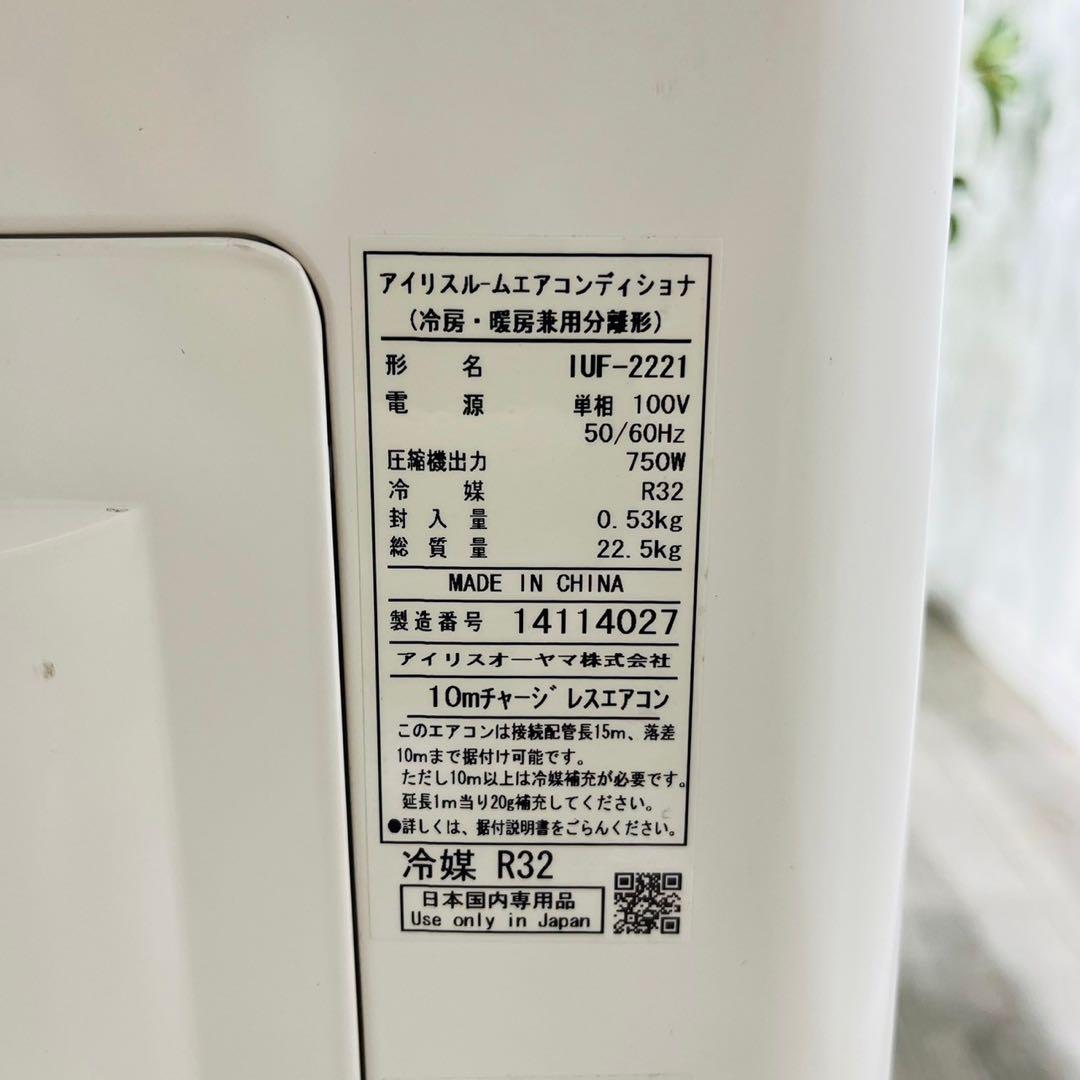 アイリスルームエアコンディショナ
(冷房・暖房兼用分離形)
形名 IUF-2221
電源 単相 100V
50/60Hz
圧縮機出力 750W
冷媒 R32
封入量 0.53kg
総質量 22.5kg
MADE IN CHINA
製造番号 14114027
アイリスオーヤマ株式会社
10mチャージレスエアコン
このエアコンは接続配管長15m、落差
10mまで据付け可能です。
ただし10m以上は冷媒補充が必要です。
延長1m当り20g補充してください。
●詳しくは、据付説明書をごらんください。
冷媒 R32
日本国内専用品
Use only in Japan